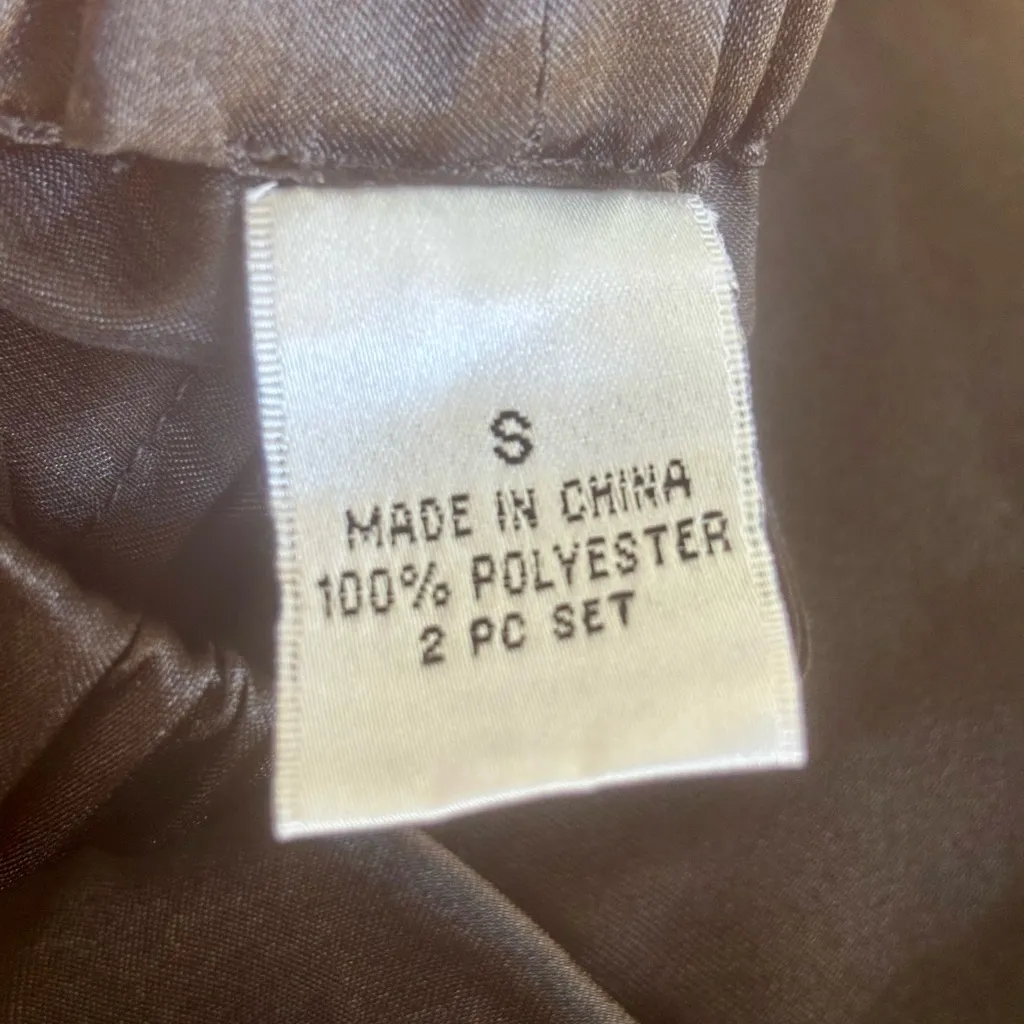 S
MADE IN CHINA
100% POLYESTER
2 PC SET